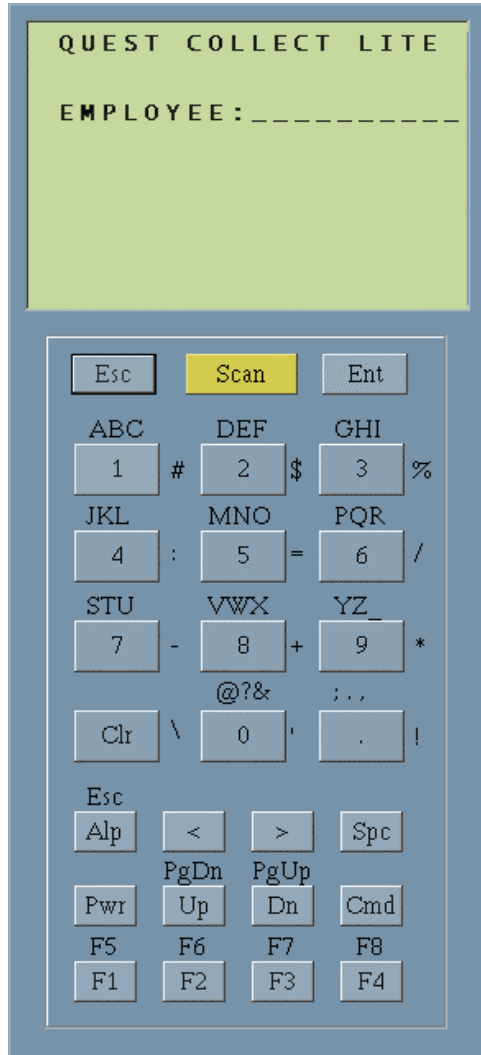 QUEST COLLECT LITE
EMPLOYEE:__________
Esc Scan Ent
ABC DEF GHI
1 # 2 $ 3 %
JKL MNO PQR
4 : 5 = 6 /
STU VWX YZ_
7 - 8 + 9 *
@?& ;.,
Clr \ 0 ' . !
Esc
Alp < > Spc
PgDn PgUp
Pwr Up Dn Cmd
F5 F6 F7 F8
F1 F2 F3 F4